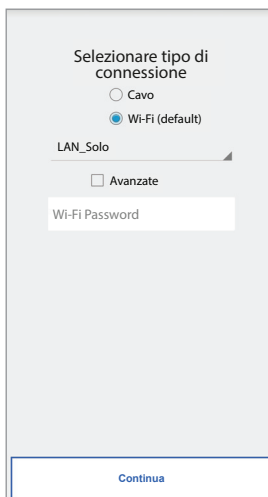 Selezionare tipo di
connessione
Cavo
Wi-Fi (default)
LAN_Solo
Avanzate
Wi-Fi Password
Continua